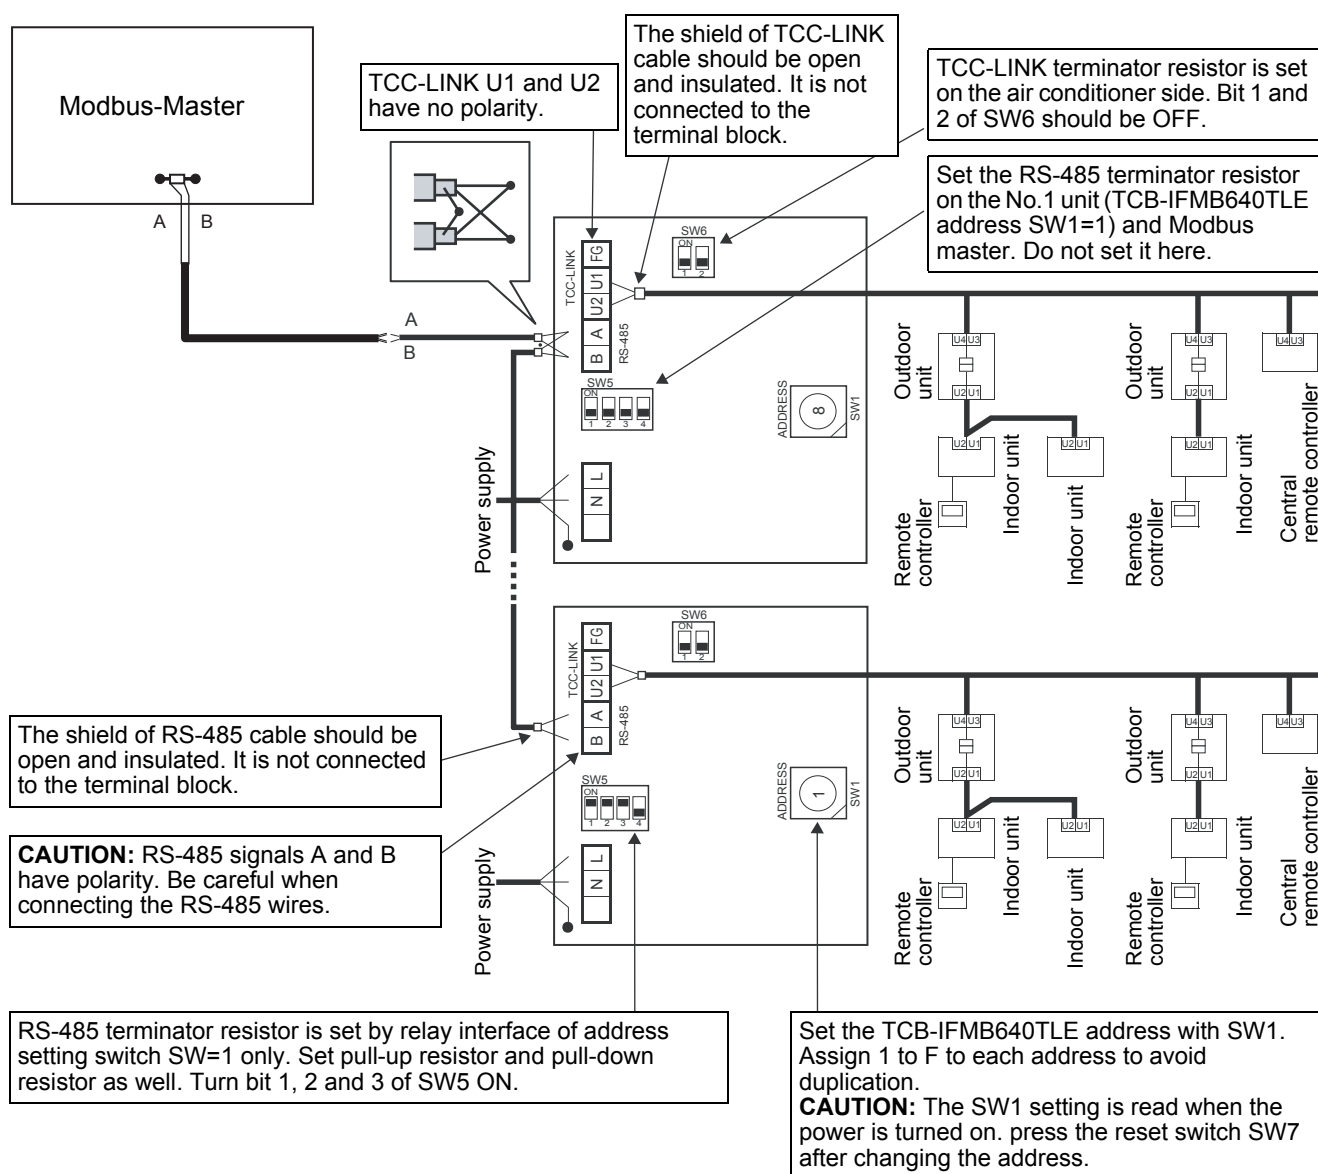 Modbus-Master
A
B
A
B
TCC-LINK U1 and U2
have no polarity.
The shield of TCC-LINK
cable should be open
and insulated. It is not
connected to the
terminal block.
TCC-LINK terminator resistor is set
on the air conditioner side. Bit 1 and
2 of SW6 should be OFF.
Set the RS-485 terminator resistor
on the No.1 unit (TCB-IFMB640TLE
address SW1=1) and Modbus
master. Do not set it here.
SW6
ON
1 2
TCC-LINK
FG
U1
U2
A
B
RS-485
SW5
ON
1 2 3 4
ADDRESS
8
SW1
Power supply
L
N
Outdoor
unit
U4 U3
U2 U1
U2 U1
Indoor unit
U2 U1
Indoor unit
Remote
controller
Outdoor
unit
U4 U3
U2 U1
U2 U1
Indoor unit
Remote
controller
U4 U3
Central
remote controller
SW6
ON
1 2
TCC-LINK
FG
U1
U2
A
B
RS-485
SW5
ON
1 2 3 4
ADDRESS
1
SW1
Power supply
L
N
Outdoor
unit
U4 U3
U2 U1
U2 U1
Indoor unit
U2 U1
Indoor unit
Remote
controller
Outdoor
unit
U4 U3
U2 U1
U2 U1
Indoor unit
Remote
controller
U4 U3
Central
remote controller
The shield of RS-485 cable should be
open and insulated. It is not connected
to the terminal block.
CAUTION: RS-485 signals A and B
have polarity. Be careful when
connecting the RS-485 wires.
RS-485 terminator resistor is set by relay interface of address
setting switch SW=1 only. Set pull-up resistor and pull-down
resistor as well. Turn bit 1, 2 and 3 of SW5 ON.
Set the TCB-IFMB640TLE address with SW1.
Assign 1 to F to each address to avoid
duplication.
CAUTION: The SW1 setting is read when the
power is turned on. press the reset switch SW7
after changing the address.